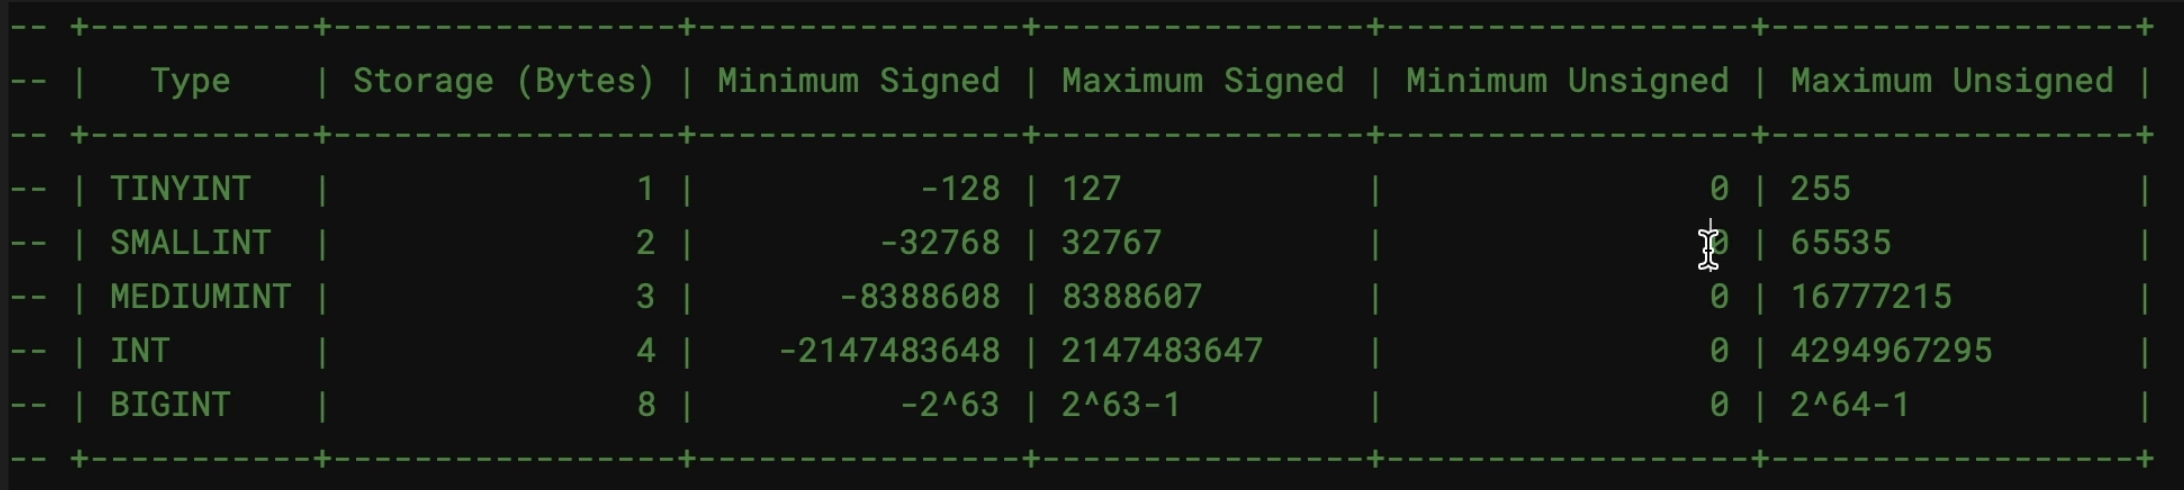 -- +-----------+-----------------+----------------+----------------+------------------+------------------+
-- |   Type    | Storage (Bytes) | Minimum Signed | Maximum Signed | Minimum Unsigned | Maximum Unsigned |
-- +-----------+-----------------+----------------+----------------+------------------+------------------+
-- | TINYINT   |               1 |           -128 | 127            |                0 | 255              |
-- | SMALLINT  |               2 |         -32768 | 32767          |                0 | 65535            |
-- | MEDIUMINT |               3 |       -8388608 | 8388607        |                0 | 16777215         |
-- | INT       |               4 |    -2147483648 | 2147483647     |                0 | 4294967295       |
-- | BIGINT    |               8 |          -2^63 | 2^63-1         |                0 | 2^64-1           |
-- +-----------+-----------------+----------------+----------------+------------------+------------------+